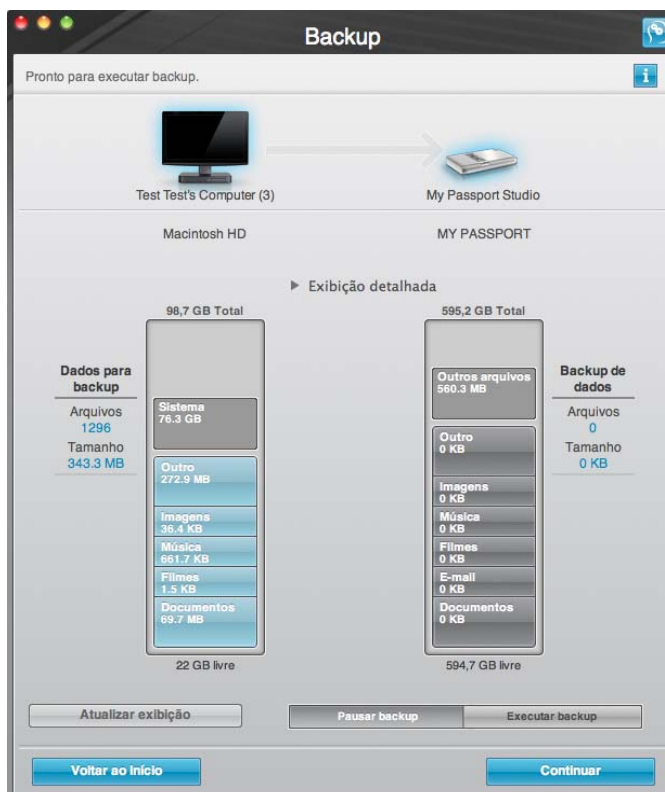 Backup
Pronto para executar backup.
i
Test Test's Computer (3)
My Passport Studio
Macintosh HD
MY PASSPORT
Exibição detalhada
98,7 GB Total
595,2 GB Total
Dados para
backup
Arquivos
1296
Tamanho
343.3 MB
Sistema
76.3 GB
Outro
272.9 MB
Imagens
36.4 KB
Música
661.7 KB
Filmes
1.5 KB
Documentos
69.7 MB
22 GB livre
Outros arquivos
560.3 MB
Outro
0 KB
Imagens
0 KB
Música
0 KB
Filmes
0 KB
E-mail
0 KB
Documentos
0 KB
594,7 GB livre
Backup de
dados
Arquivos
0
Tamanho
0 KB
Atualizar exibição
Pausar backup
Executar backup
Voltar ao Início
Continuar